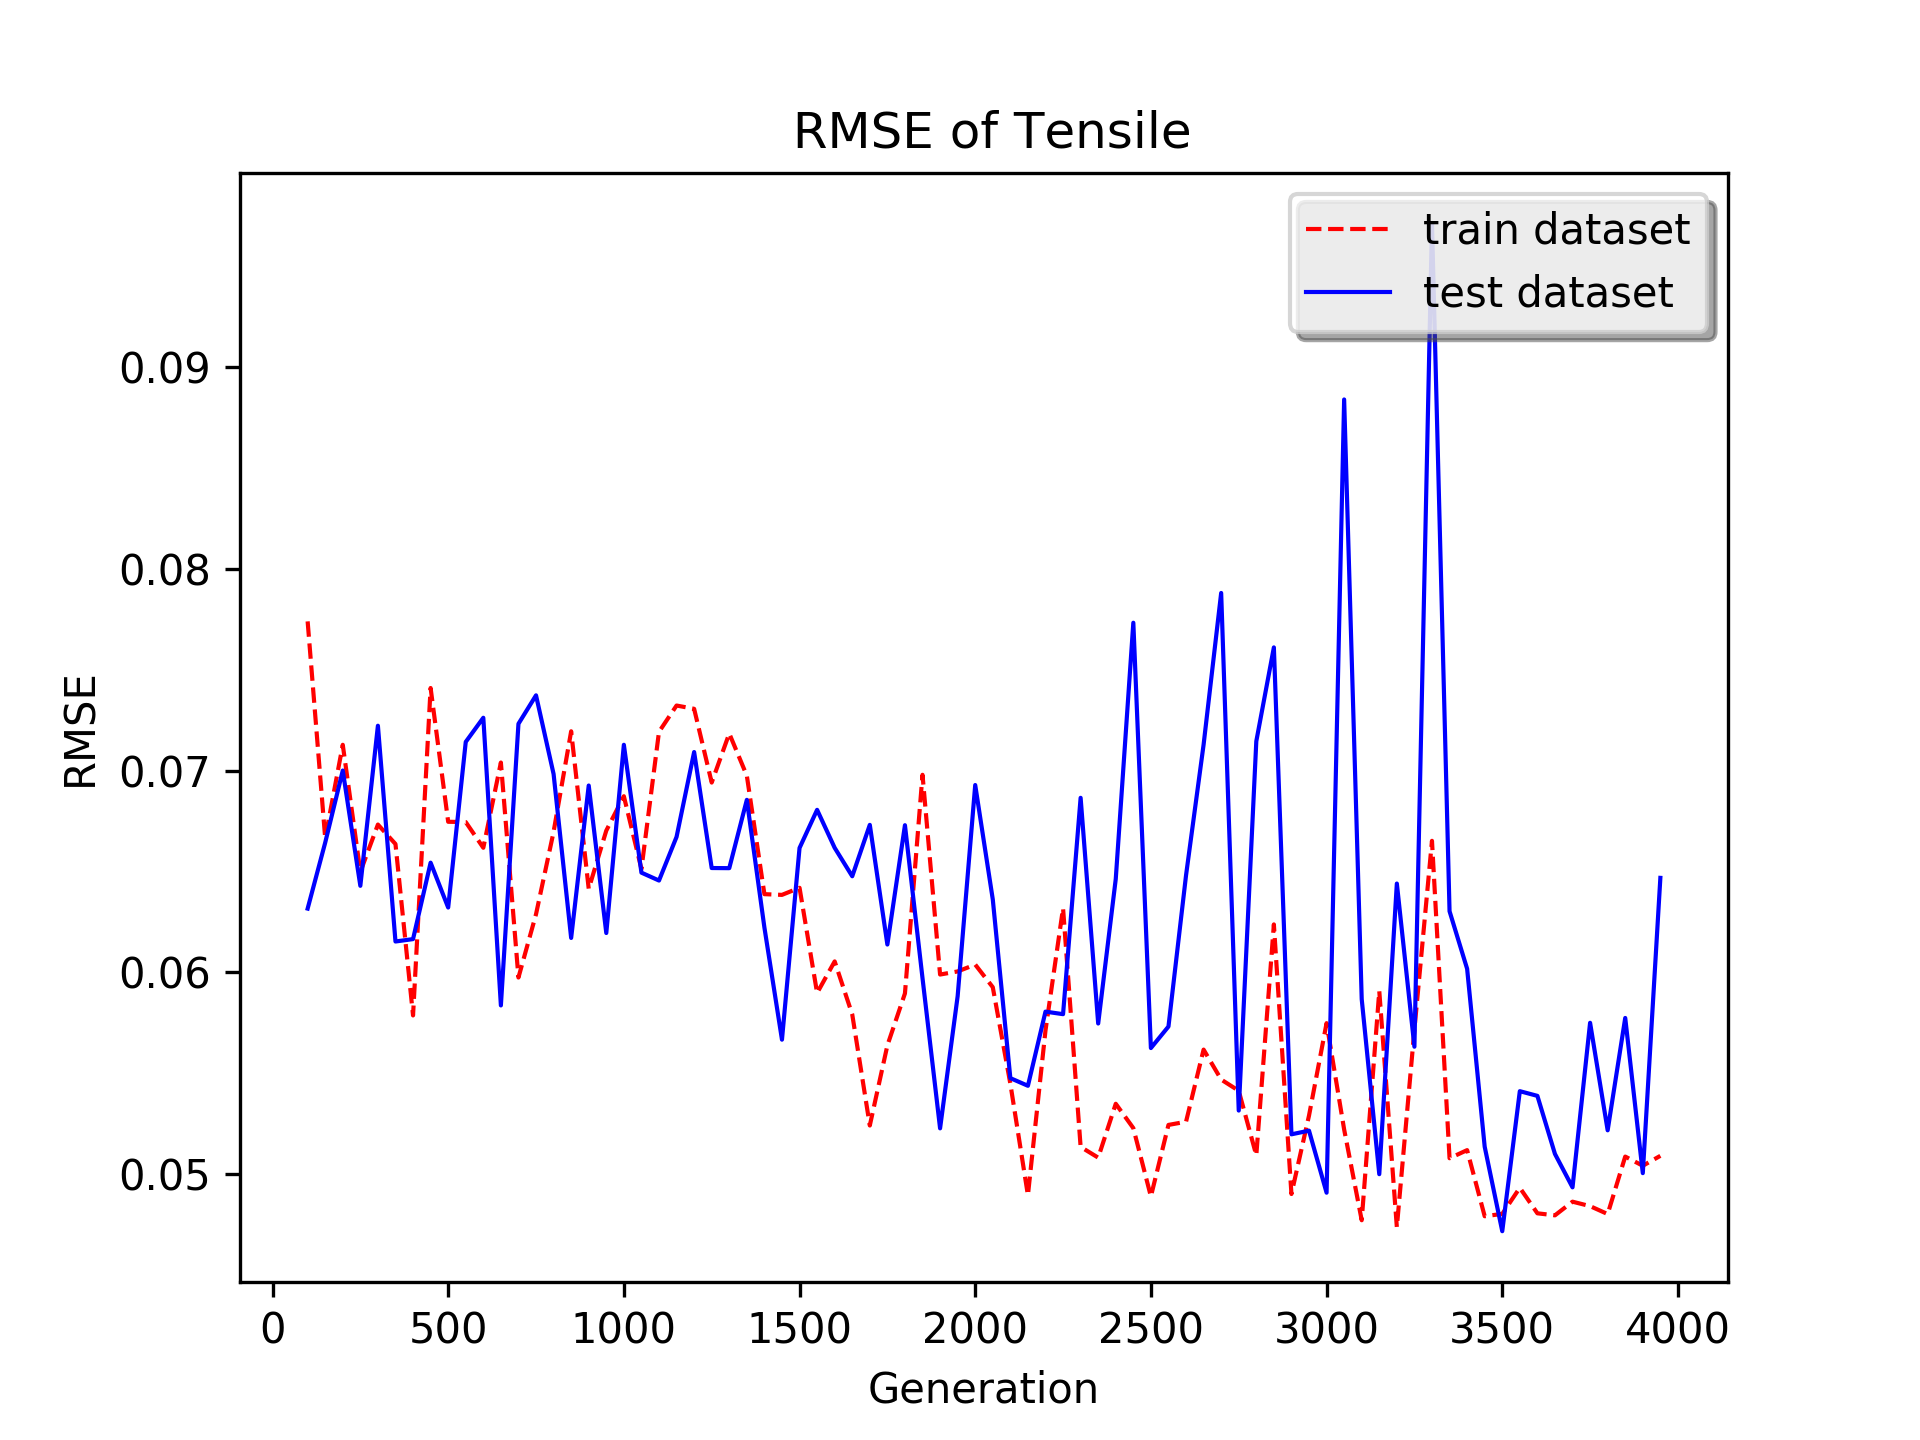 RMSE of Tensile
train dataset
test dataset
RMSE
0.09
0.08
0.07
0.06
0.05
0 500 1000 1500 2000 2500 3000 3500 4000
Generation